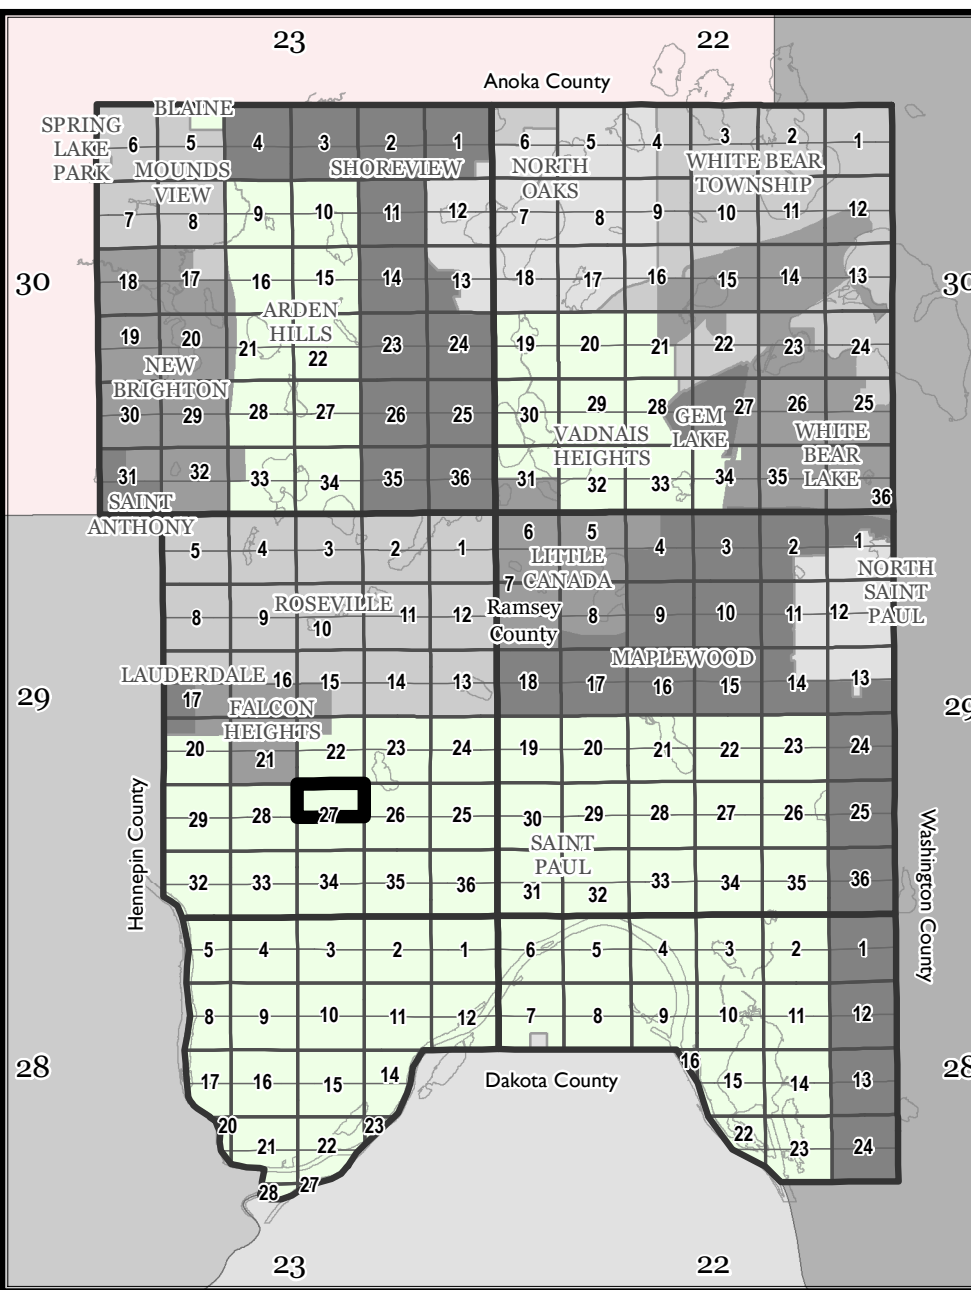 23 22
Anoka County
BLAINE
SPRING
LAKE
PARK
6 5 4 3 2 1 6 5 4 3 2 1
MOUNDS
VIEW
SHOREVIEW
NORTH
OAKS
WHITE BEAR
TOWNSHIP
7 8 9 10 11 12 7 8 9 10 11 12
30 18 17 16 15 14 13 18 17 16 15 14 13 30
ARDEN
HILLS
19 20 21 22 23 24 19 20 21 22 23 24
NEW
BRIGHTON
30 29 28 27 26 25 30 29 28 27 26 25
GEM
LAKE
VADNAIS
HEIGHTS
WHITE
BEAR
LAKE
31 32 33 34 35 36 31 32 33 34 35 36
SAINT
ANTHONY
5 4 3 2 1 6 5 4 3 2 1
LITTLE
CANADA
NORTH
SAINT
PAUL
ROSEVILLE
8 9 10 11 12 7 8 9 10 11 12
Ramsey
County
MAPLEWOOD
LAUDERDALE
29 17 16 15 14 13 18 17 16 15 14 13 29
FALCON
HEIGHTS
20 21 22 23 24 19 20 21 22 23 24
29 28 27 26 25 30 29 28 27 26 25
SAINT
PAUL
Hennepin County
Washington County
32 33 34 35 36 31 32 33 34 35 36
5 4 3 2 1 6 5 4 3 2 1
8 9 10 11 12 7 8 9 10 11 12
28 17 16 15 14 16 15 14 13 28
Dakota County
20 21 22 23 22 23 24
28 27
23 22